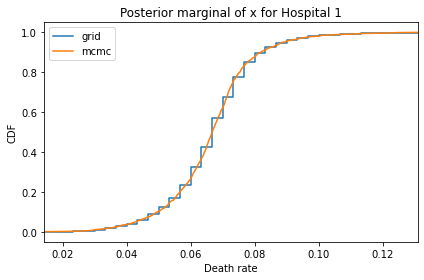 Posterior marginal of x for Hospital 1
grid
mcmc
1.0
0.8
0.6
0.4
0.2
0.0
CDF
0.02 0.04 0.06 0.08 0.10 0.12
Death rate